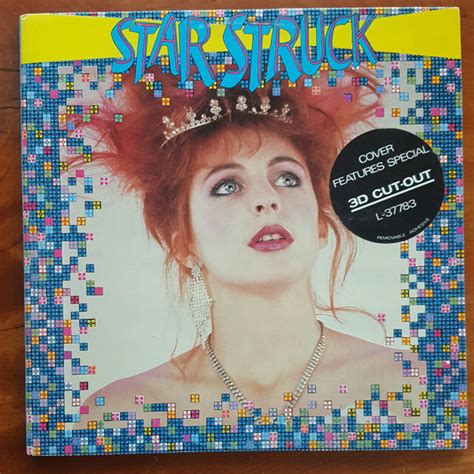 STAR STRUCK
COVER
FEATURES SPECIAL
3D CUT-OUT
L-37783
REMOVABLE ADHESIVE